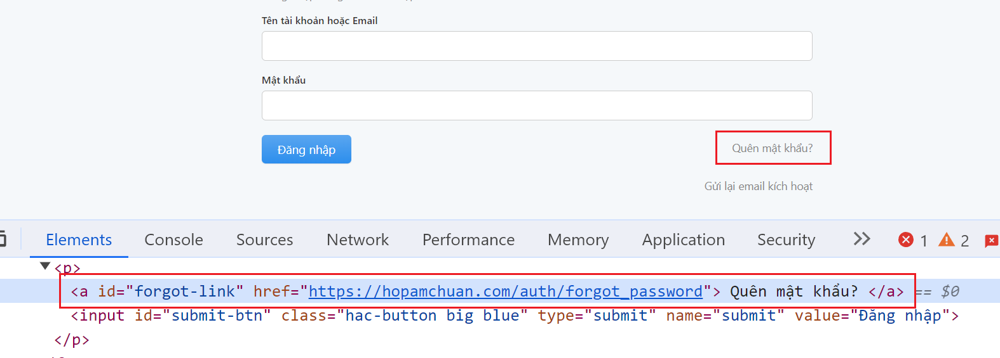 Tên tài khoản hoặc Email
Mật khẩu
Đăng nhập
Quên mật khẩu?
Gửi lại email kích hoạt
Elements Console Sources Network Performance Memory Application Security 1 2
<p>
<a id="forgot-link" href="https://hopamchuan.com/auth/forgot_password"> Quên mật khẩu? </a> == $0
<input id="submit-btn" class="hac-button big blue" type="submit" name="submit" value="Đăng nhập">
</p>